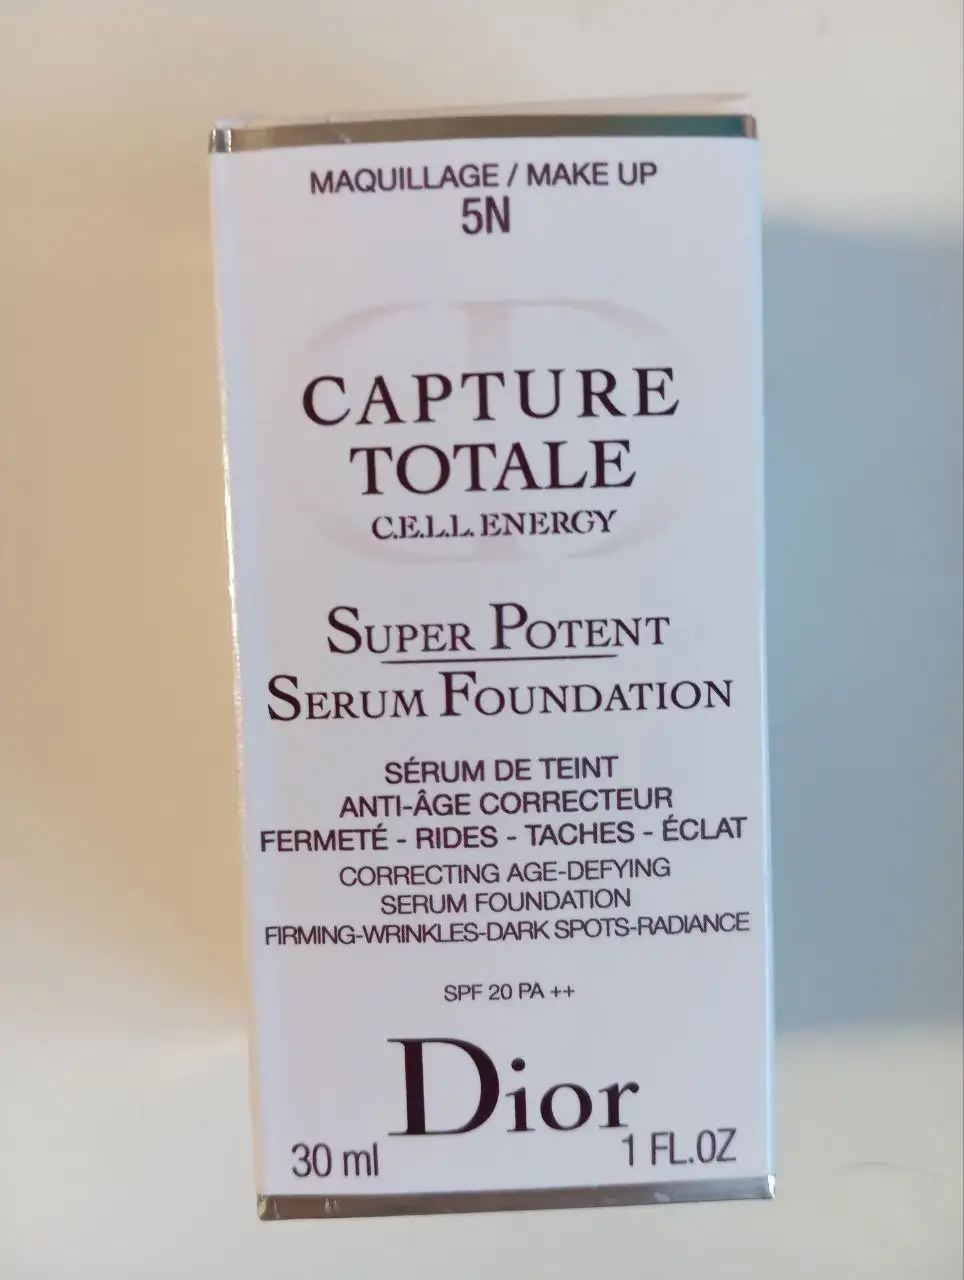 MAQUILLAGE / MAKE UP
5N
CAPTURE
TOTALE
C.E.L.L. ENERGY
SUPER POTENT
SERUM FOUNDATION
SÉRUM DE TEINT
ANTI-ÂGE CORRECTEUR
FERMETÉ - RIDES - TACHES - ÉCLAT
CORRECTING AGE-DEFYING
SERUM FOUNDATION
FIRMING-WRINKLES-DARK SPOTS-RADIANCE
SPF 20 PA ++
Dior
30 ml 1 FL.OZ